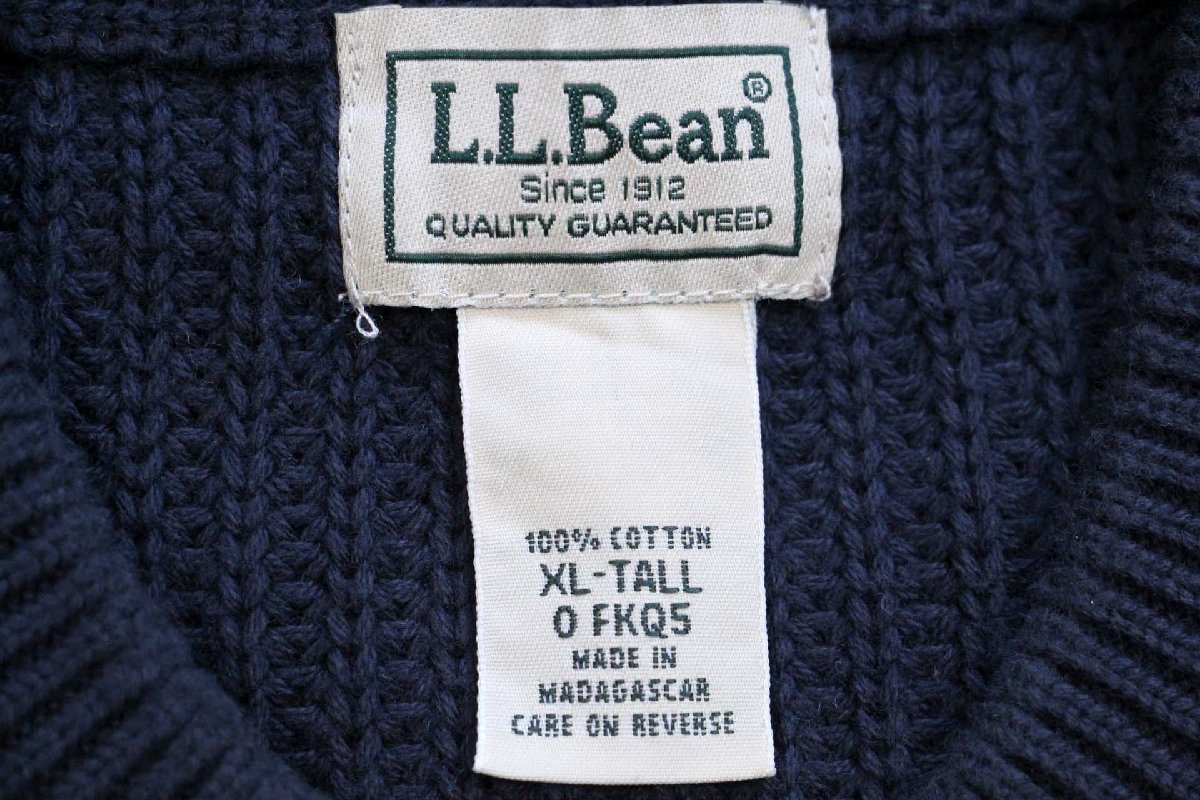 L.L.Bean®
Since 1912
QUALITY GUARANTEED
100% COTTON
XL-TALL
0 FKQ5
MADE IN
MADAGASCAR
CARE ON REVERSE